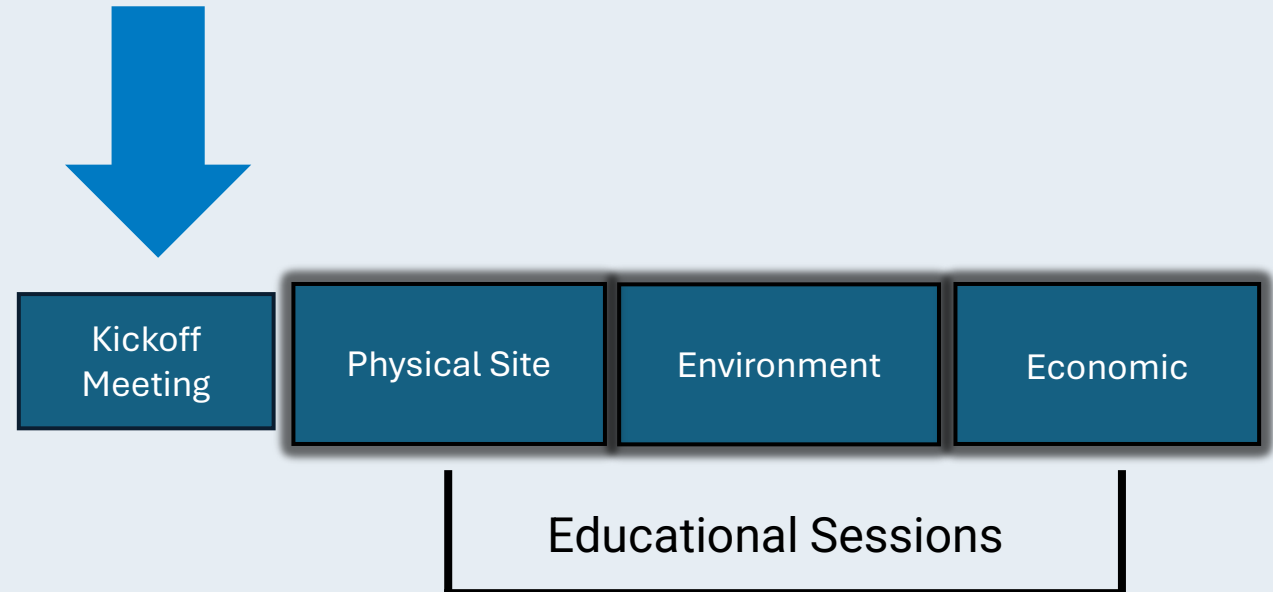 Kickoff
Meeting
Physical Site
Environment
Economic
Educational Sessions